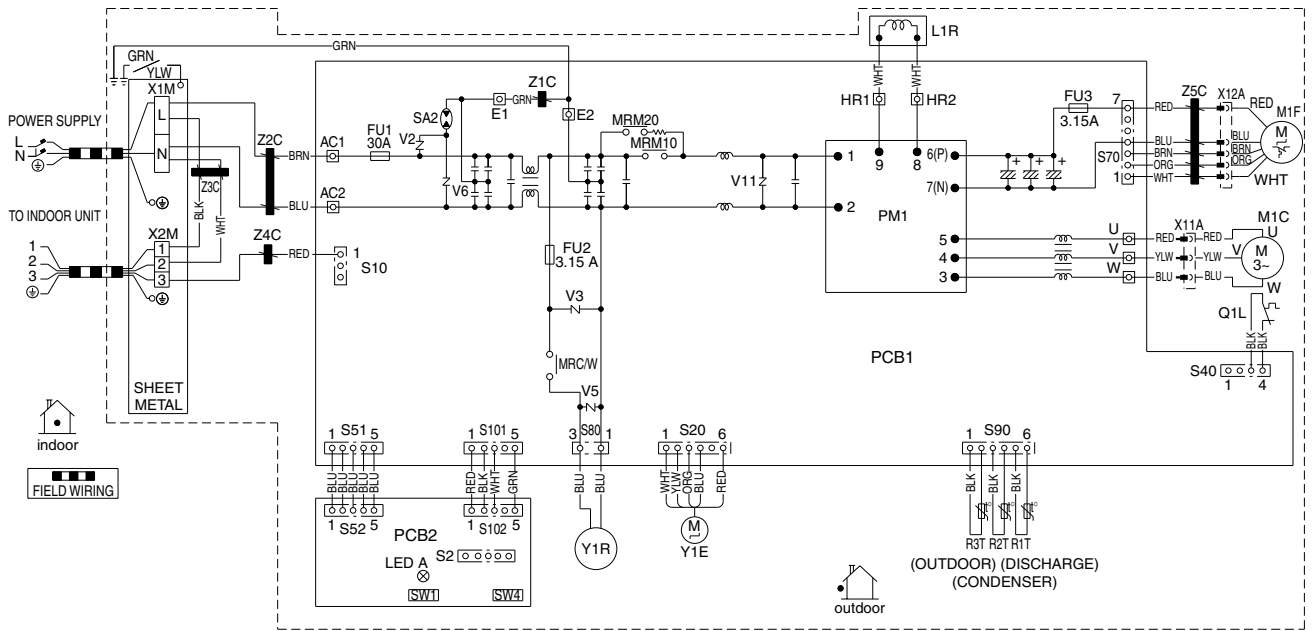 L1R
GRN
GRN
YLW
X1M
L
N
POWER SUPPLY
L
N
Z3C
BLK
WHT
TO INDOOR UNIT
1
2
3
X2M
1
2
3
SHEET
METAL
indoor
FIELD WIRING
Z2C
BRN
BLU
Z4C
RED
AC1
AC2
FU1
30A
1
S10
V2
SA2
V6
E1
GRN
Z1C
E2
MRM20
MRM10
V11
FU2
3.15 A
V3
MRC/W
V5
WHT
WHT
HR1
HR2
9
8
1
2
6(P)
7(N)
PM1
5
4
3
FU3
3.15A
7
S70
1
RED
BLU
BRN
ORG
WHT
Z5C
X12A
RED
BLU
BRN
ORG
WHT
M1F
M
U
V
W
RED
YLW
BLU
X11A
RED
YLW
BLU
M1C
U
V
W
M
3~
Q1L
BLK
BLK
S40
1
4
PCB1
1 S51 5
BLU
BLU
BLU
BLU
BLU
1 S52 5
1 S101 5
RED
BLK
WHT
GRN
1 S102 5
PCB2
S2
LED A
SW1
SW4
3 S80 1
BLU
BLU
Y1R
1 S20 6
WHT
YLW
ORG
BLU
RED
M
Y1E
1 S90 6
BLK
BLK
BLK
R3T R2T R1T
(OUTDOOR) (DISCHARGE)
(CONDENSER)
outdoor